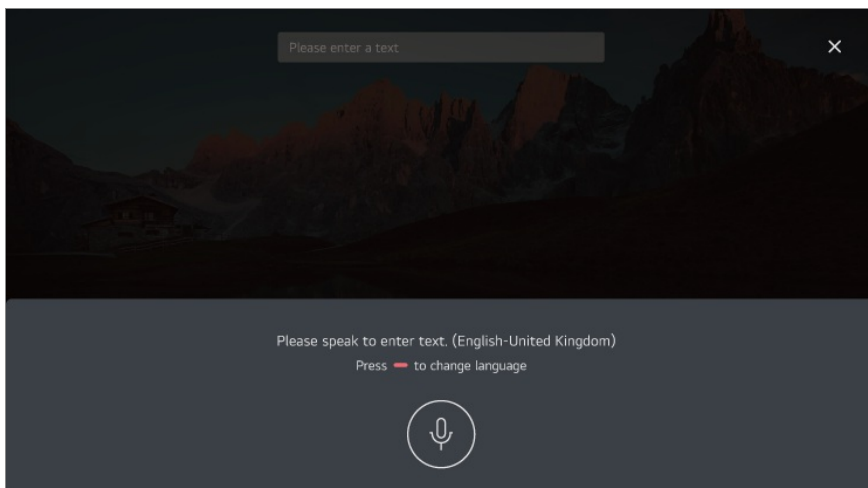 Please enter a text
Please speak to enter text. (English-United Kingdom)
Press to change language